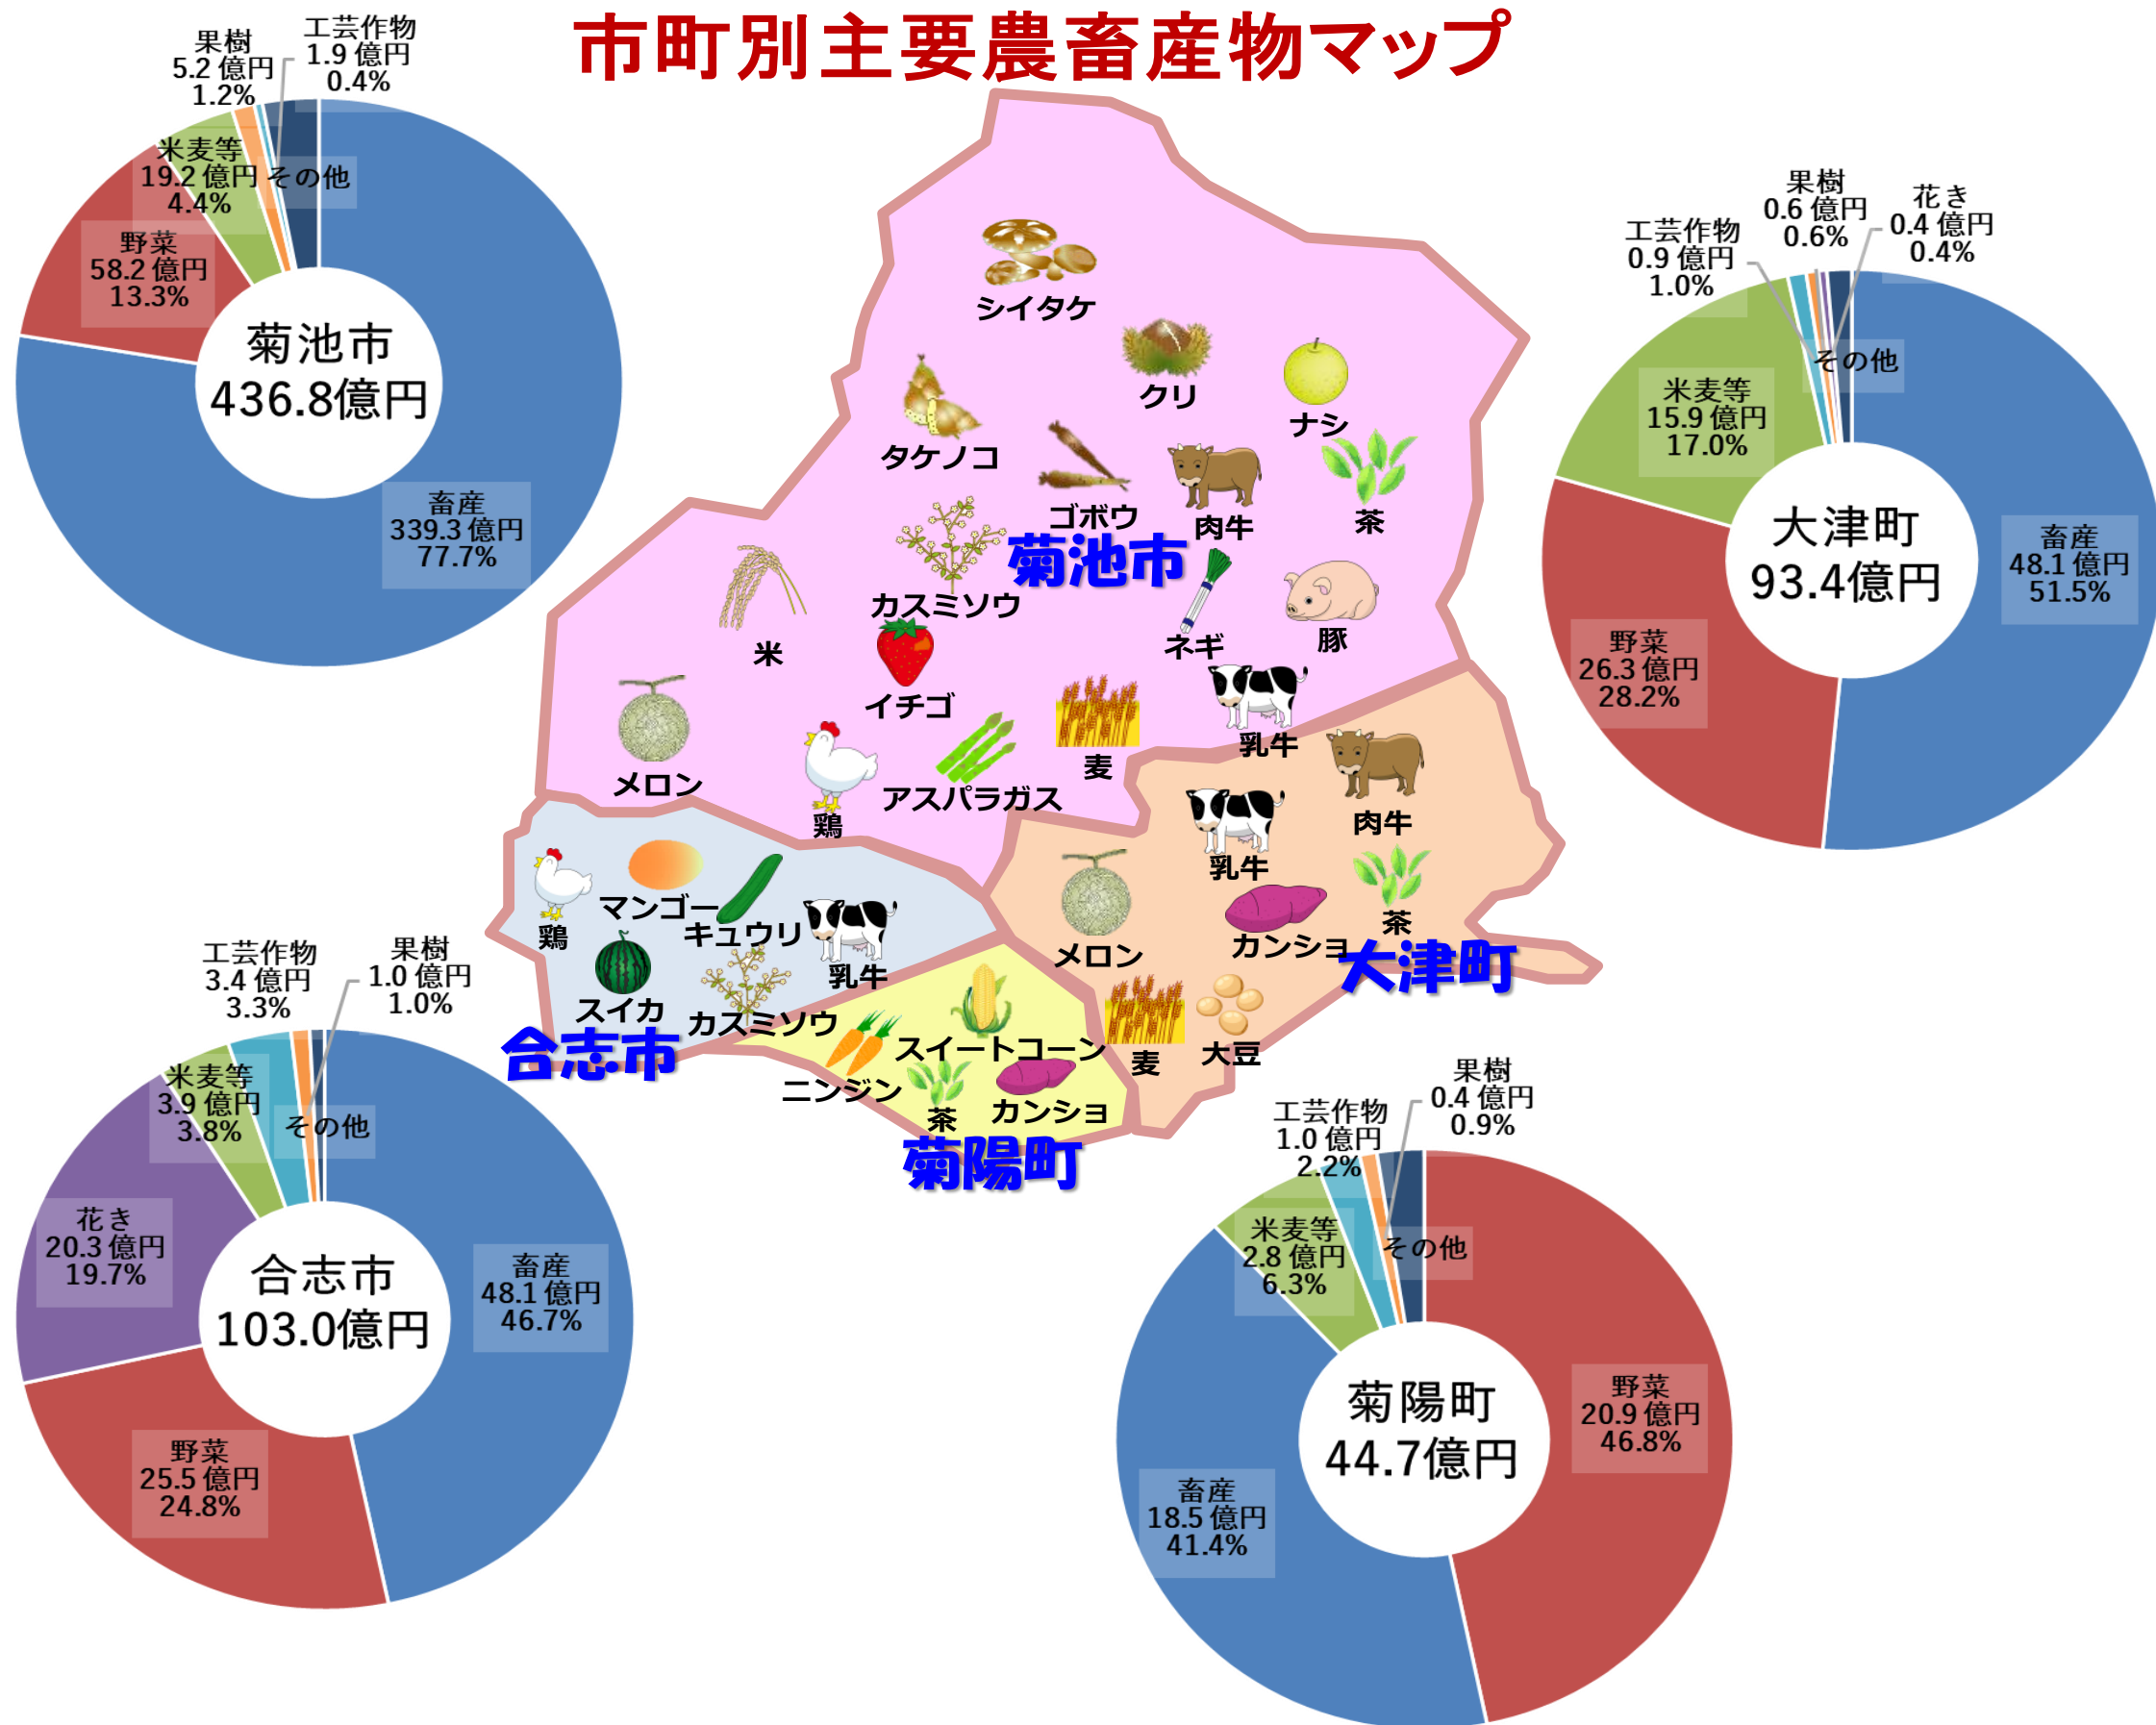 市町別主要農畜産物マップ
果樹
5.2 億円
1.2%
工芸作物
1.9 億円
0.4%
米麦等
19.2 億円
4.4%
その他
野菜
58.2 億円
13.3%
菊池市
436.8億円
畜産
339.3 億円
77.7%
工芸作物
0.9 億円
1.0%
果樹
0.6 億円
0.6%
花き
0.4 億円
0.4%
その他
米麦等
15.9 億円
17.0%
大津町
93.4億円
畜産
48.1 億円
51.5%
野菜
26.3 億円
28.2%
シイタケ
クリ
ナシ
タケノコ
ゴボウ
肉牛
茶
菊池市
カスミソウ
米
ネギ
豚
イチゴ
乳牛
麦
メロン
アスパラガス
鶏
肉牛
乳牛
茶
メロン
カンショ
大津町
麦
大豆
マンゴー
キュウリ
鶏
乳牛
スイカ
カスミソウ
合志市
スイートコーン
ニンジン
茶
カンショ
菊陽町
工芸作物
3.4 億円
3.3%
果樹
1.0 億円
1.0%
米麦等
3.9 億円
3.8%
その他
花き
20.3 億円
19.7%
合志市
103.0億円
畜産
48.1 億円
46.7%
野菜
25.5 億円
24.8%
工芸作物
1.0 億円
2.2%
果樹
0.4 億円
0.9%
米麦等
2.8 億円
6.3%
その他
菊陽町
44.7億円
野菜
20.9 億円
46.8%
畜産
18.5 億円
41.4%